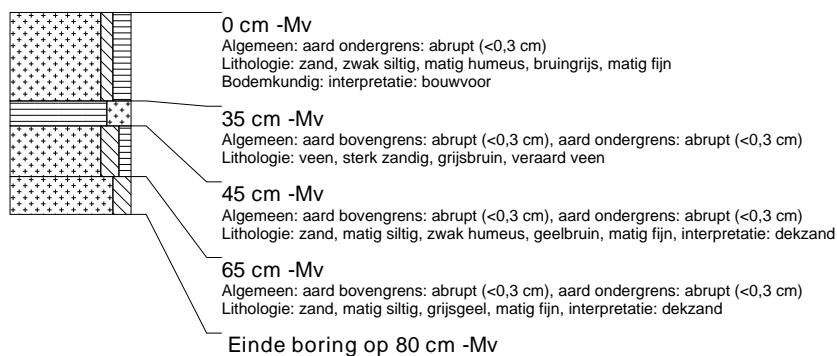 0 cm -Mv
Algemeen: aard ondergrens: abrupt (<0,3 cm)
Lithologie: zand, zwak siltig, matig humeus, bruingrijs, matig fijn
Bodemkundig: interpretatie: bouwvoor
35 cm -Mv
Algemeen: aard bovengrens: abrupt (<0,3 cm), aard ondergrens: abrupt (<0,3 cm)
Lithologie: veen, sterk zandig, grijsbruin, veraard veen
45 cm -Mv
Algemeen: aard bovengrens: abrupt (<0,3 cm), aard ondergrens: abrupt (<0,3 cm)
Lithologie: zand, matig siltig, zwak humeus, geelbruin, matig fijn, interpretatie: dekzand
65 cm -Mv
Algemeen: aard bovengrens: abrupt (<0,3 cm), aard ondergrens: abrupt (<0,3 cm)
Lithologie: zand, matig siltig, grijsgeel, matig fijn, interpretatie: dekzand
Einde boring op 80 cm -Mv